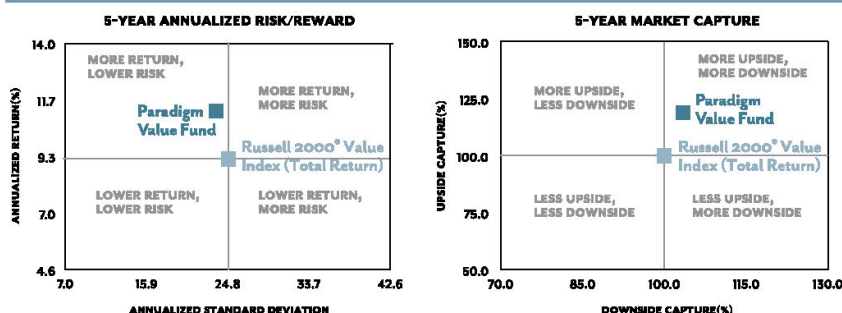 5-YEAR ANNUALIZED RISK/REWARD
14.0
11.7
9.3
7.0
4.6
ANNUALIZED RETURN(%)
MORE RETURN,
LOWER RISK
MORE RETURN,
MORE RISK
Paradigm
Value Fund
Russell 2000® Value
Index (Total Return)
LOWER RETURN,
LOWER RISK
LOWER RETURN,
MORE RISK
7.0 15.9 24.8 33.7 42.6
ANNUALIZED STANDARD DEVIATION
5-YEAR MARKET CAPTURE
150.0
125.0
100.0
75.0
50.0
UPSIDE CAPTURE(%)
MORE UPSIDE,
MORE DOWNSIDE
MORE UPSIDE,
LESS DOWNSIDE
Paradigm
Value Fund
Russell 2000® Value
Index (Total Return)
LESS UPSIDE,
LESS DOWNSIDE
LESS UPSIDE,
MORE DOWNSIDE
70.0 85.0 100.0 115.0 130.0
DOWNSIDE CAPTURE(%)